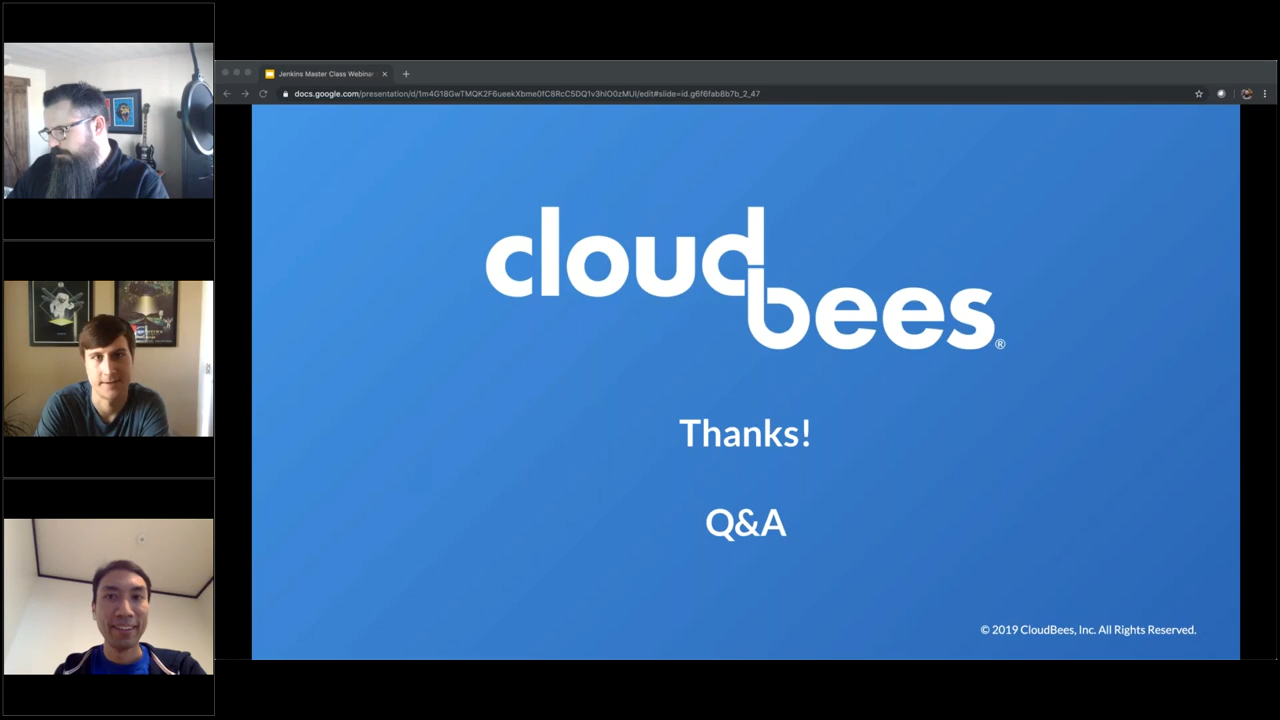 Jenkins Master Class Webinar
docs.google.com/presentation/d/1m4G18GwTMQK2F6ueekXbme0fC8RcC5DQ1v3hIO0zMUI/edit#slide=id.g6f6fab8b7b_2_47
cloudbees®
Thanks!
Q&A
© 2019 CloudBees, Inc. All Rights Reserved.